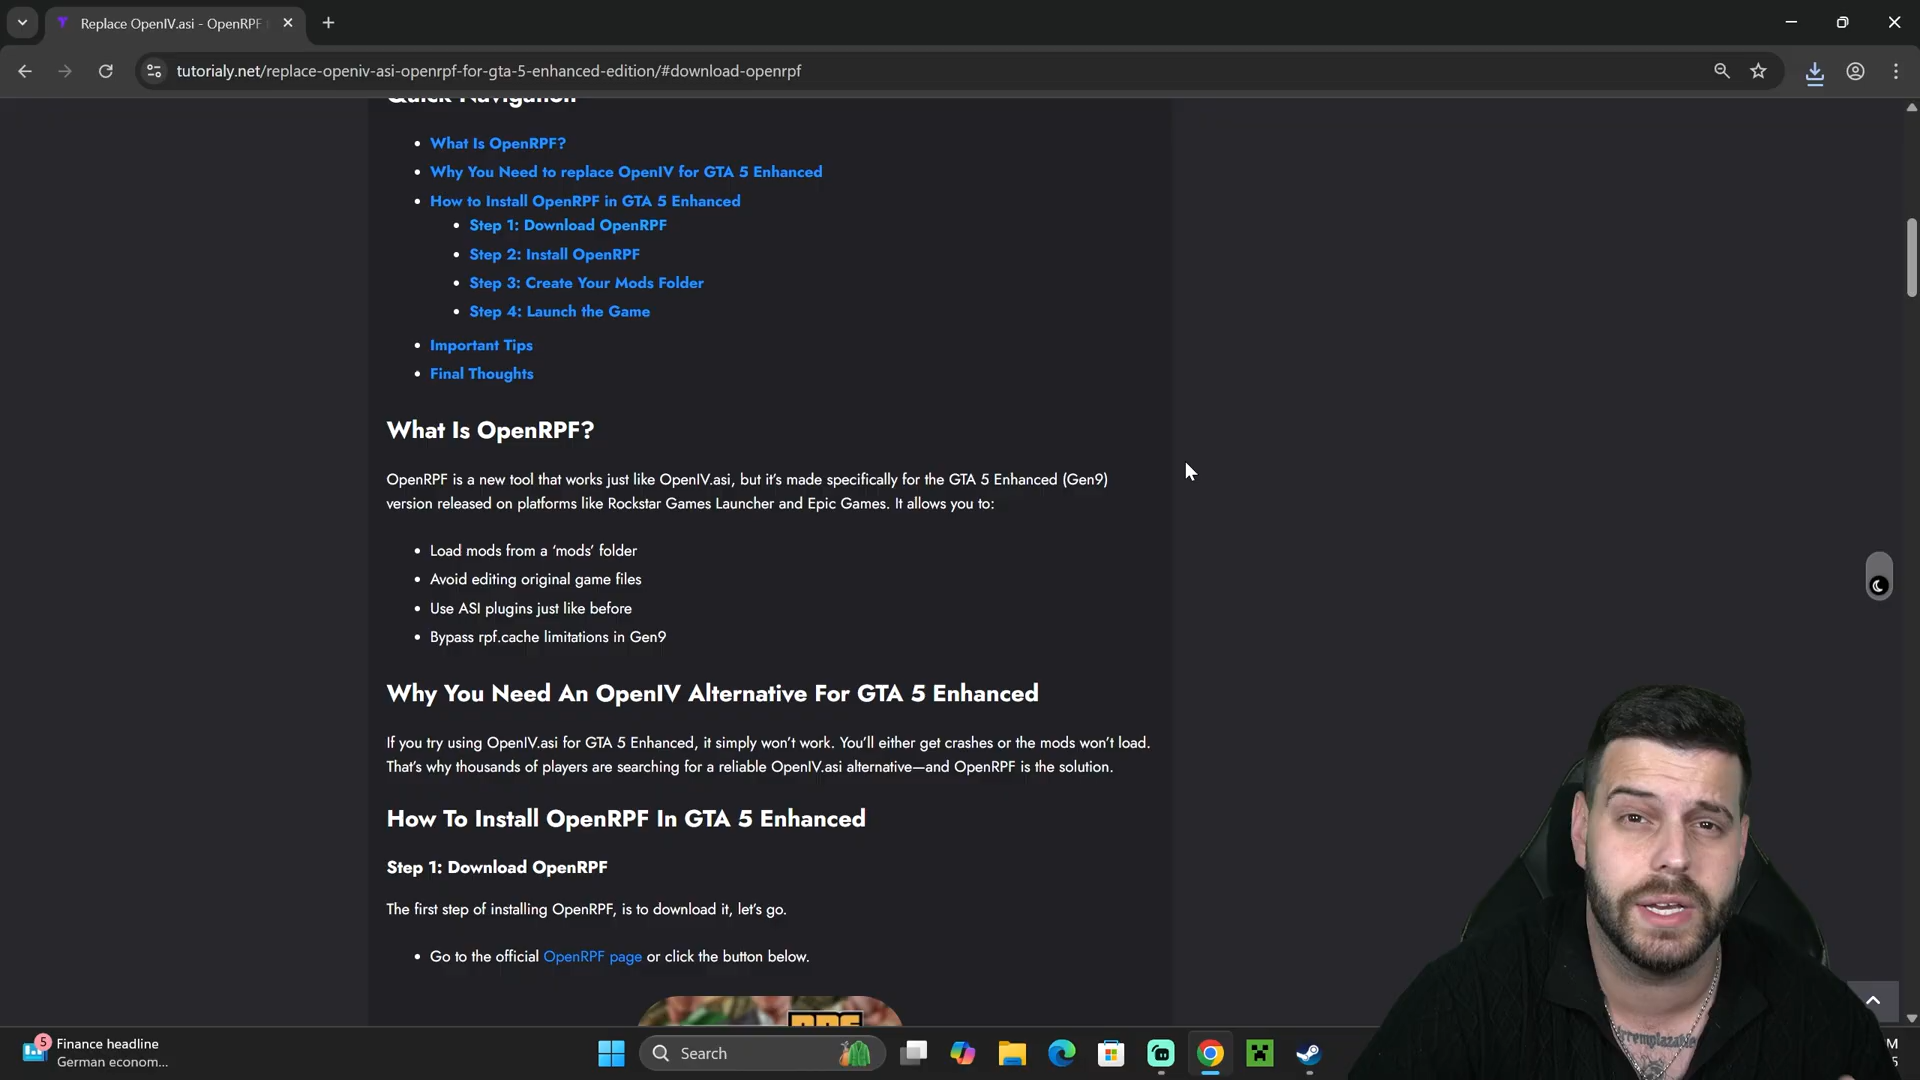 Replace OpenIV.asi - OpenRPF
tutorialy.net/replace-openiv-asi-openrpf-for-gta-5-enhanced-edition/#download-openrpf
Quick Navigation
What Is OpenRPF?
Why You Need to replace OpenIV for GTA 5 Enhanced
How to Install OpenRPF in GTA 5 Enhanced
Step 1: Download OpenRPF
Step 2: Install OpenRPF
Step 3: Create Your Mods Folder
Step 4: Launch the Game
Important Tips
Final Thoughts
What Is OpenRPF?
OpenRPF is a new tool that works just like OpenIV.asi, but it's made specifically for the GTA 5 Enhanced (Gen9)
version released on platforms like Rockstar Games Launcher and Epic Games. It allows you to:
Load mods from a ‘mods’ folder
Avoid editing original game files
Use ASI plugins just like before
Bypass rpf.cache limitations in Gen9
Why You Need An OpenIV Alternative For GTA 5 Enhanced
If you try using OpenIV.asi for GTA 5 Enhanced, it simply won't work. You'll either get crashes or the mods won't load.
That's why thousands of players are searching for a reliable OpenIV.asi alternative—and OpenRPF is the solution.
How To Install OpenRPF In GTA 5 Enhanced
Step 1: Download OpenRPF
The first step of installing OpenRPF, is to download it, let's go.
Go to the official OpenRPF page or click the button below.
5
Finance headline
German econom...
Search
M
5